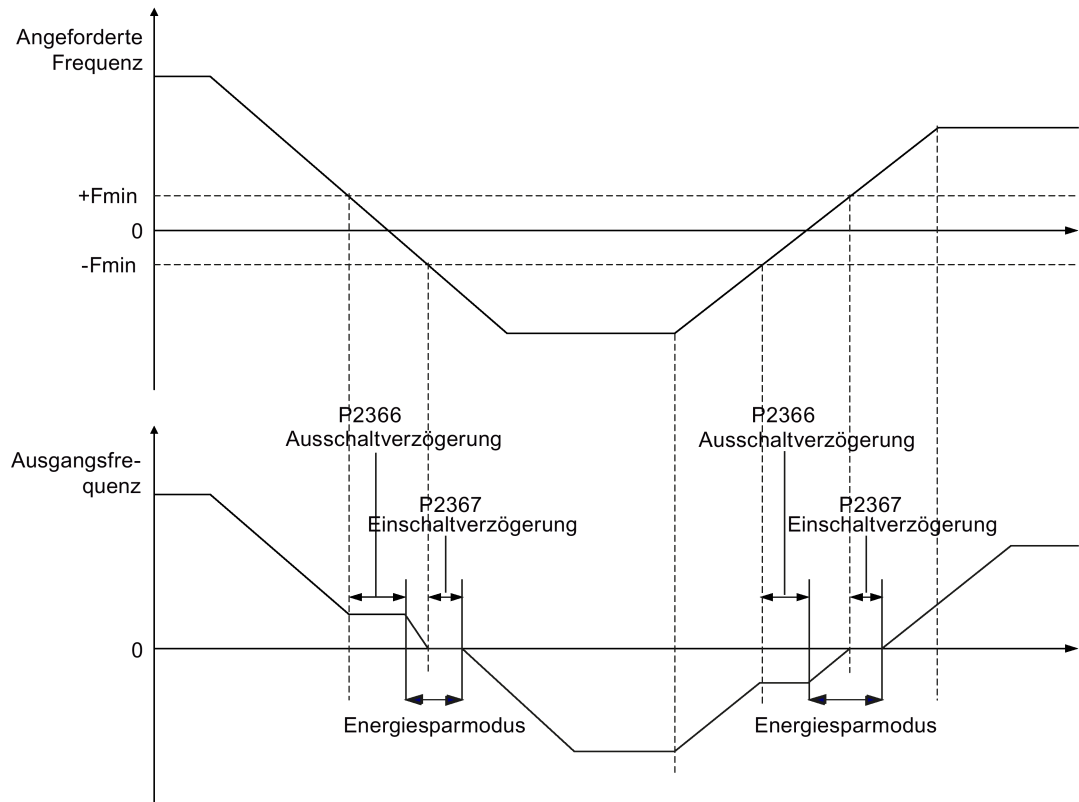 Angeforderte
Frequenz
+Fmin
0
-Fmin
P2366
Ausschaltverzögerung
P2366
Ausschaltverzögerung
Ausgangsfre-
quenz
P2367
Einschaltverzögerung
P2367
Einschaltverzögerung
0
Energiesparmodus
Energiesparmodus